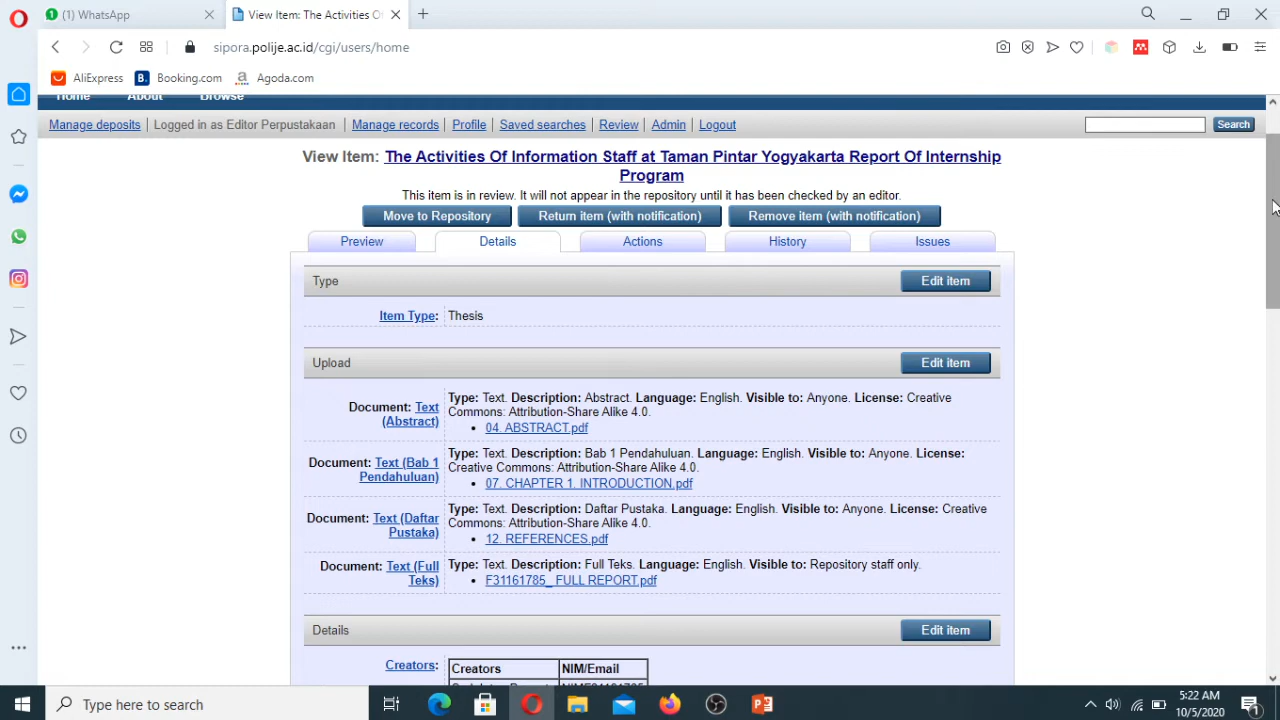 (1) WhatsApp
View Item: The Activities O
sipora.polije.ac.id/cgi/users/home
AliExpress
Booking.com
Agoda.com
Home About Browse
Manage deposits
Logged in as Editor Perpustakaan
Manage records
Profile
Saved searches
Review
Admin
Logout
Search
View Item: The Activities Of Information Staff at Taman Pintar Yogyakarta Report Of Internship
Program
This item is in review. It will not appear in the repository until it has been checked by an editor.
Move to Repository
Return item (with notification)
Remove item (with notification)
Preview
Details
Actions
History
Issues
Type
Edit item
Item Type: Thesis
Upload
Edit item
Document: Text
(Abstract)
Type: Text. Description: Abstract. Language: English. Visible to: Anyone. License: Creative
Commons: Attribution-Share Alike 4.0.
04. ABSTRACT.pdf
Document: Text (Bab 1
Pendahuluan)
Type: Text. Description: Bab 1 Pendahuluan. Language: English. Visible to: Anyone. License:
Creative Commons: Attribution-Share Alike 4.0.
07. CHAPTER 1. INTRODUCTION.pdf
Document: Text (Daftar
Pustaka)
Type: Text. Description: Daftar Pustaka. Language: English. Visible to: Anyone. License: Creative
Commons: Attribution-Share Alike 4.0.
12. REFERENCES.pdf
Document: Text (Full
Teks)
Type: Text. Description: Full Teks. Language: English. Visible to: Repository staff only.
F31161785_ FULL REPORT.pdf
Details
Edit item
Creators:
Creators NIM/Email
Type here to search
5:22 AM
10/5/2020